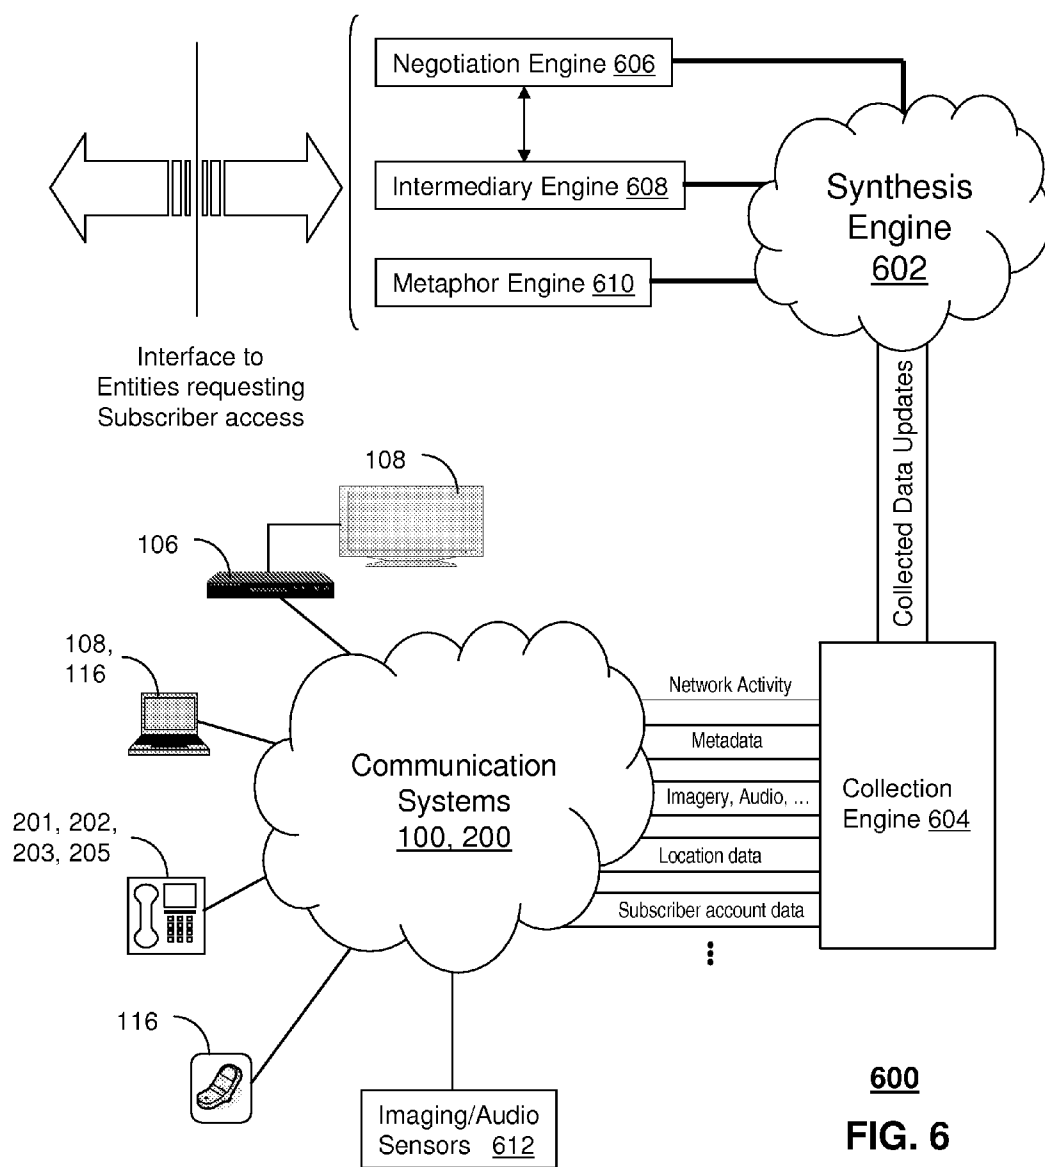 Negotiation Engine 606
Intermediary Engine 608
Metaphor Engine 610
Synthesis
Engine
602
Interface to
Entities requesting
Subscriber access
Collected Data Updates
108
106
108,
116
201, 202,
203, 205
116
Communication
Systems
100, 200
Network Activity
Metadata
Imagery, Audio, ...
Location data
Subscriber account data
Collection
Engine 604
Imaging/Audio
Sensors 612
600
FIG. 6